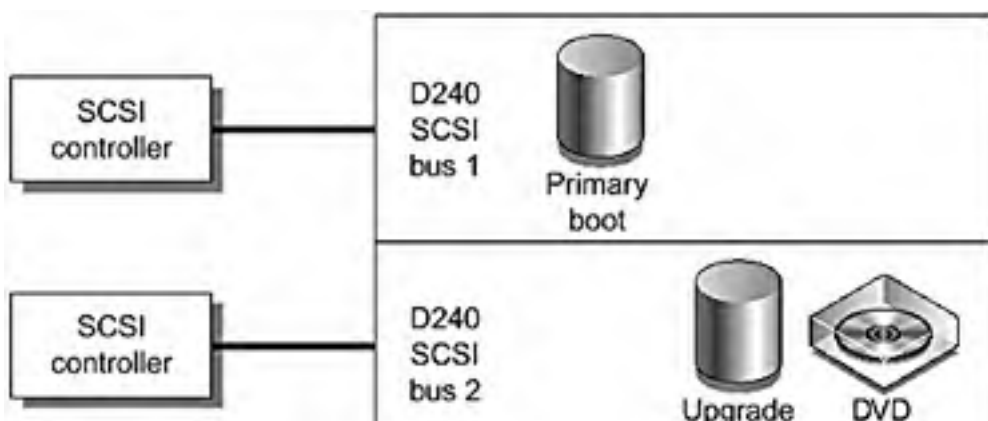 SCSI
controller
D240
SCSI
bus 1
Primary
boot
SCSI
controller
D240
SCSI
bus 2
Upgrade
DVD